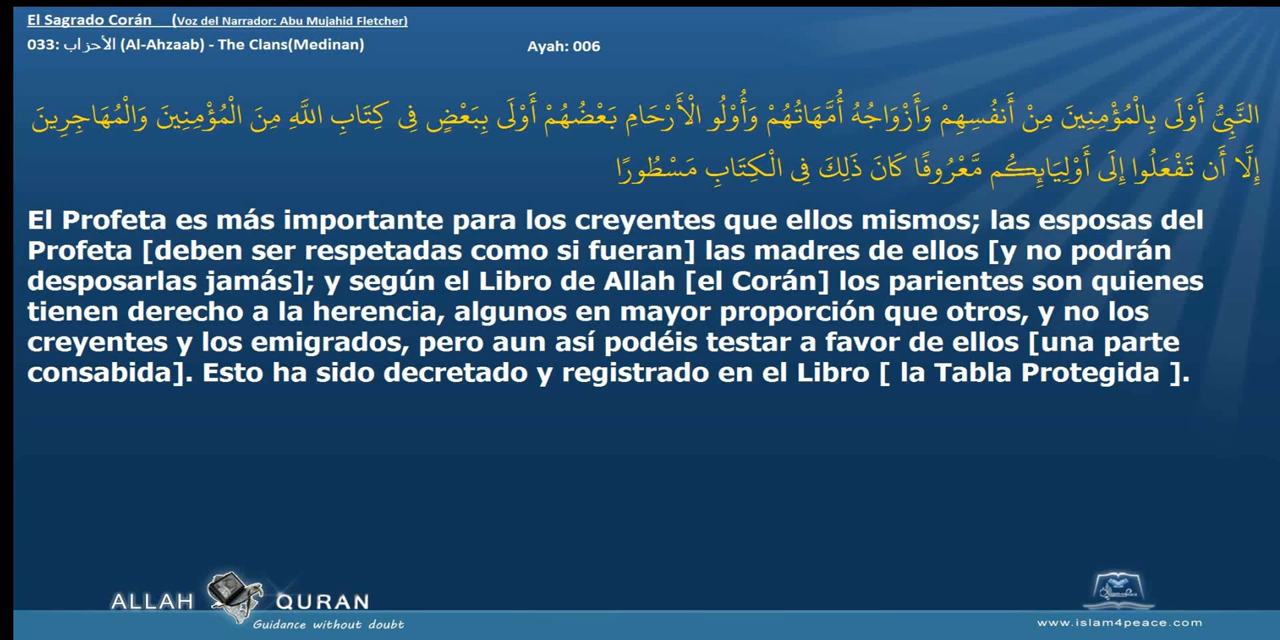 El Sagrado Corán (Voz del Narrador: Abu Mujahid Fletcher)
033: الأحزاب (Al-Ahzaab) - The Clans(Medinan) Ayah: 006
النَّبِىُّ أَوْلَى بِالْمُؤْمِنِينَ مِنْ أَنفُسِهِمْ وَأَزْوَاجُهُ أُمَّهَاتُهُمْ وَأُوْلُو الْأَرْحَامِ بَعْضُهُمْ أَوْلَى بِبَعْضٍ فِى كِتَابِ اللَّهِ مِنَ الْمُؤْمِنِينَ وَالْمُهَاجِرِينَ
إِلَّا أَن تَفْعَلُوا إِلَى أَوْلِيَائِكُم مَّعْرُوفًا كَانَ ذَلِكَ فِى الْكِتَابِ مَسْطُورًا
El Profeta es más importante para los creyentes que ellos mismos; las esposas del
Profeta [deben ser respetadas como si fueran] las madres de ellos [y no podrán
desposarlas jamás]; y según el Libro de Allah [el Corán] los parientes son quienes
tienen derecho a la herencia, algunos en mayor proporción que otros, y no los
creyentes y los emigrados, pero aun así podéis testar a favor de ellos [una parte
consabida]. Esto ha sido decretado y registrado en el Libro [ la Tabla Protegida ].
ALLAH QURAN
Guidance without doubt
www.islam4peace.com